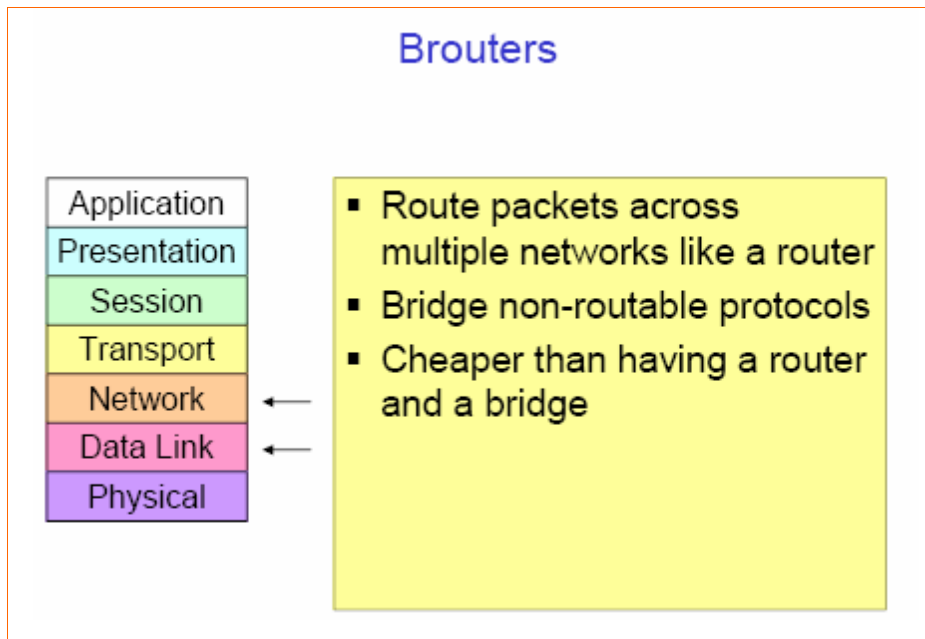 Brouters
Application
Presentation
Session
Transport
Network
Data Link
Physical
▪ Route packets across
multiple networks like a router
▪ Bridge non-routable protocols
▪ Cheaper than having a router
and a bridge